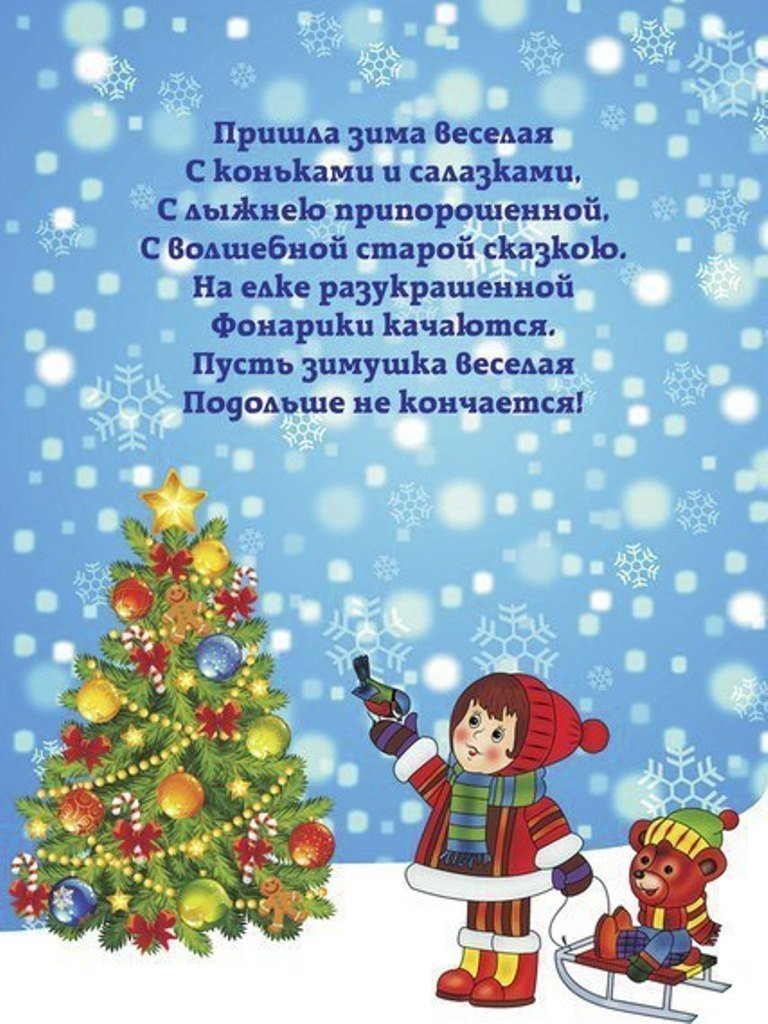 Пришла зима веселая
С коньками и салазками,
С лыжнею припорошенной,
С волшебной старой сказкою.
На елке разукрашенной
Фонарики качаются.
Пусть зимушка веселая
Подольше не кончается!